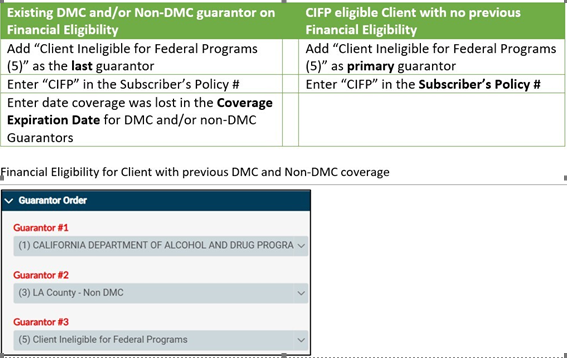 Existing DMC and/or Non-DMC guarantor on
Financial Eligibility
CIFP eligible Client with no previous
Financial Eligibility
Add “Client Ineligible for Federal Programs
(5)” as the last guarantor
Add “Client Ineligible for Federal Programs
(5)” as primary guarantor
Enter “CIFP” in the Subscriber’s Policy #
Enter “CIFP” in the Subscriber’s Policy #
Enter date coverage was lost in the Coverage
Expiration Date for DMC and/or non-DMC
Guarantors
Financial Eligibility for Client with previous DMC and Non-DMC coverage
Guarantor Order
Guarantor #1
(1) CALIFORNIA DEPARTMENT OF ALCOHOL AND DRUG PROGRA
Guarantor #2
(3) LA County - Non DMC
Guarantor #3
(5) Client Ineligible for Federal Programs